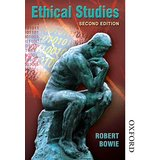 Ethical Studies
SECOND EDITION
ROBERT
BOWIE
OXFORD